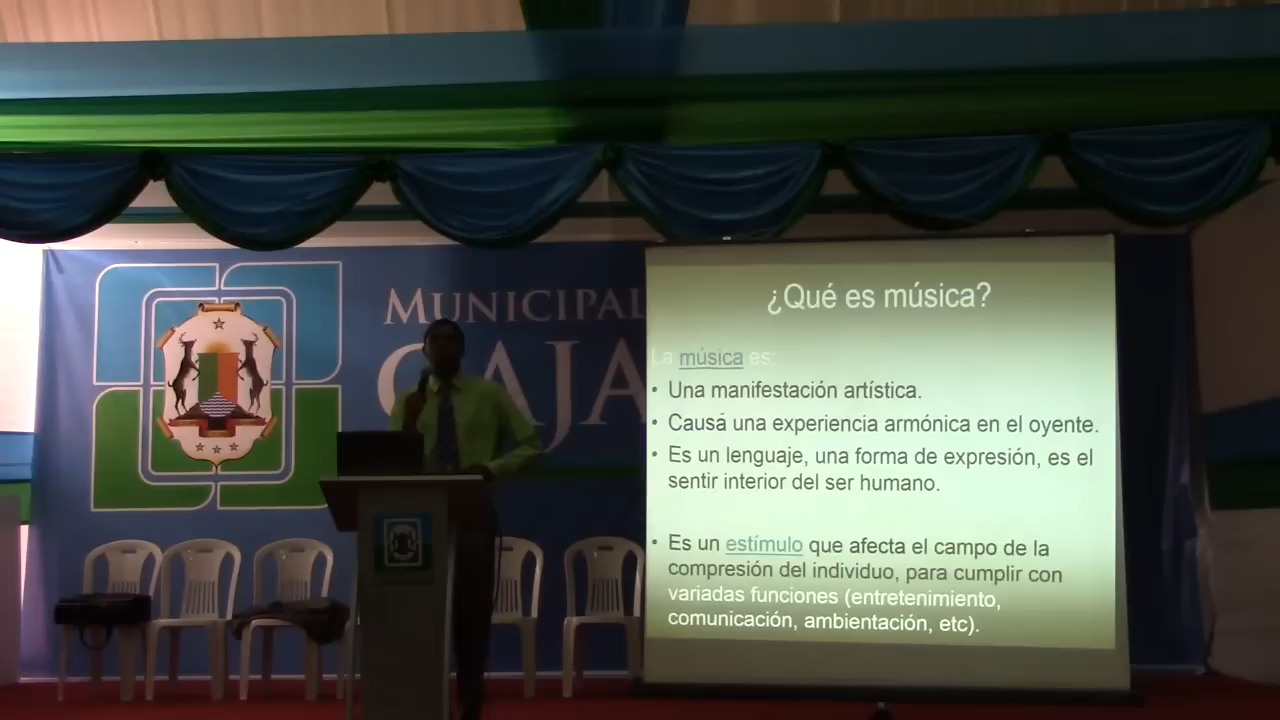 MUNICIPAL
CAJA
¿Qué es música?
La música es:
• Una manifestación artística.
• Causá una experiencia armónica en el oyente.
• Es un lenguaje, una forma de expresión, es el
sentir interior del ser humano.
• Es un estímulo que afecta el campo de la
compresión del individuo, para cumplir con
variadas funciones (entretenimiento,
comunicación, ambientación, etc).